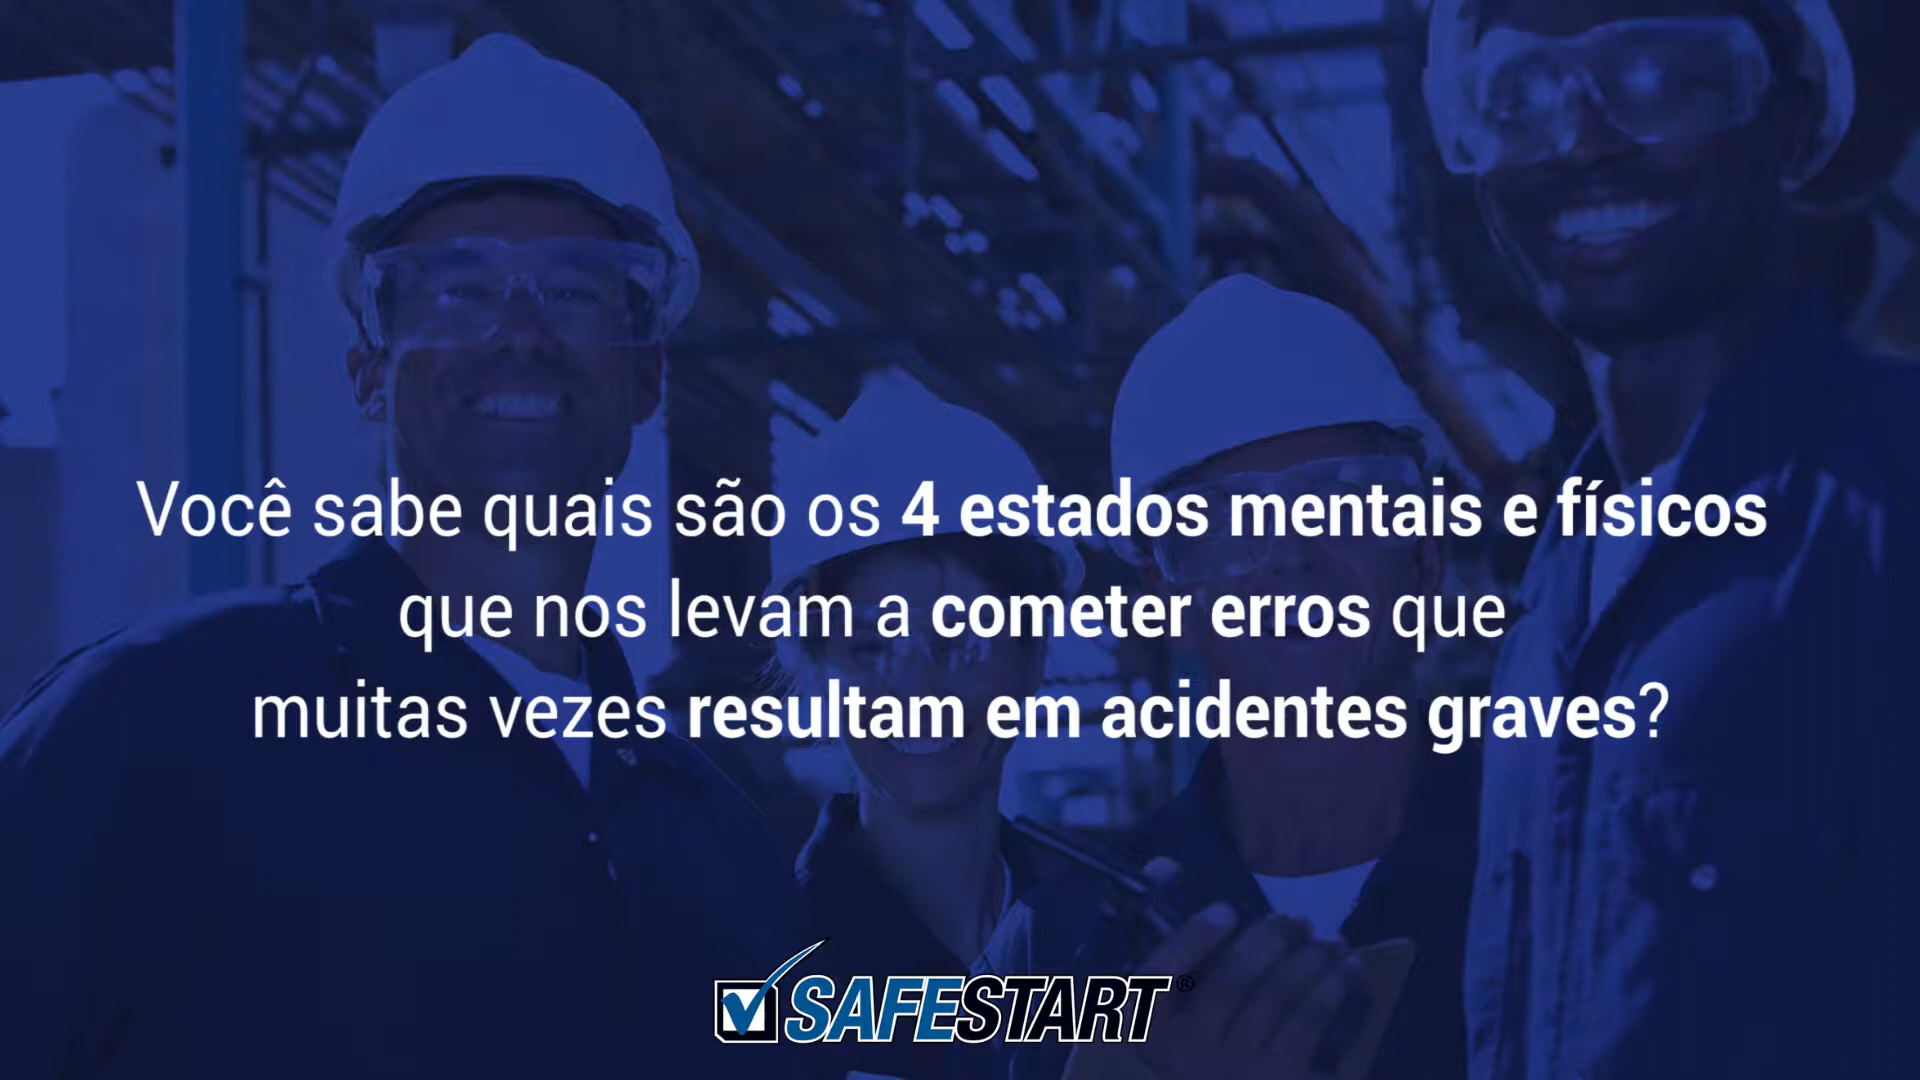 Você sabe quais são os 4 estados mentais e físicos
que nos levam a cometer erros que
muitas vezes resultam em acidentes graves?
SAFESTART®